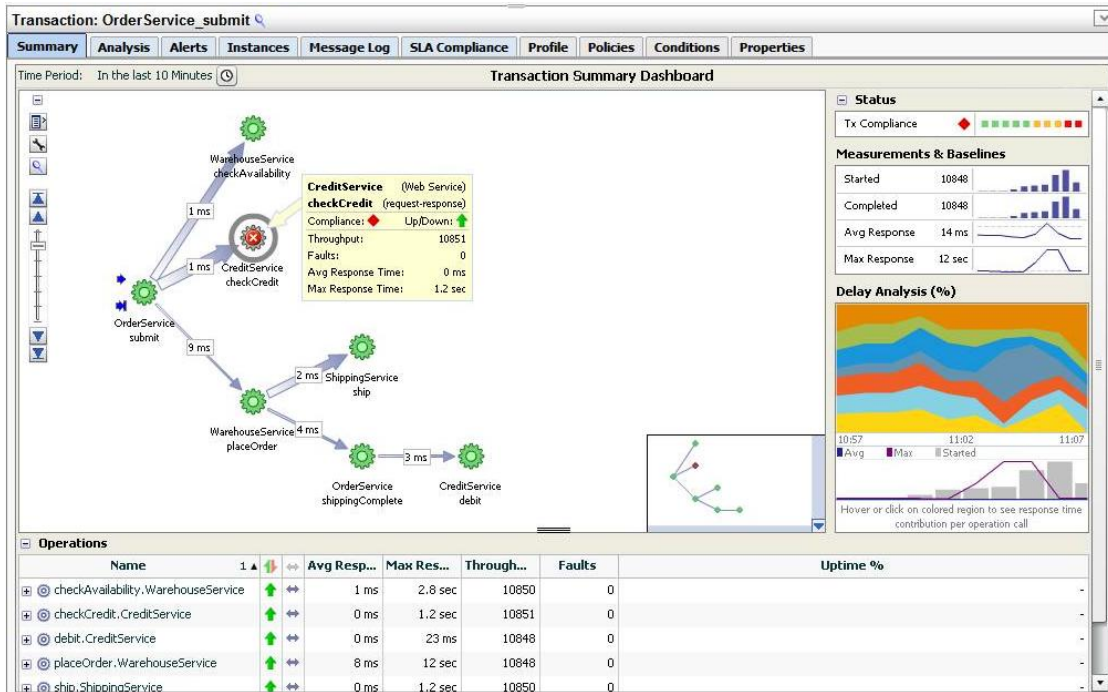 Transaction: OrderService_submit
Summary Analysis Alerts Instances Message Log SLA Compliance Profile Policies Conditions Properties
Time Period: In the last 10 Minutes
Transaction Summary Dashboard
WarehouseService
checkAvailability
1 ms
CreditService (Web Service)
checkCredit (request-response)
Compliance: Up/Down:
Throughput: 10851
Faults: 0
Avg Response Time: 0 ms
Max Response Time: 1.2 sec
1 ms
CreditService
checkCredit
OrderService
submit
9 ms
2 ms
ShippingService
ship
WarehouseService
placeOrder
4 ms
3 ms
OrderService
shippingComplete
CreditService
debit
Status
Tx Compliance
Measurements & Baselines
Started 10848
Completed 10848
Avg Response 14 ms
Max Response 12 sec
Delay Analysis (%)
10:57 11:02 11:07
Avg Max Started
Hover or click on colored region to see response time
contribution per operation call
Operations
Name 1 Avg Resp... Max Res... Through... Faults Uptime %
checkAvailability.WarehouseService 1 ms 2.8 sec 10850 0 -
checkCredit.CreditService 0 ms 1.2 sec 10851 0 -
debit.CreditService 0 ms 23 ms 10848 0 -
placeOrder.WarehouseService 8 ms 12 sec 10848 0 -
ship.ShippingService 0 ms 1.2 sec 10850 0 -